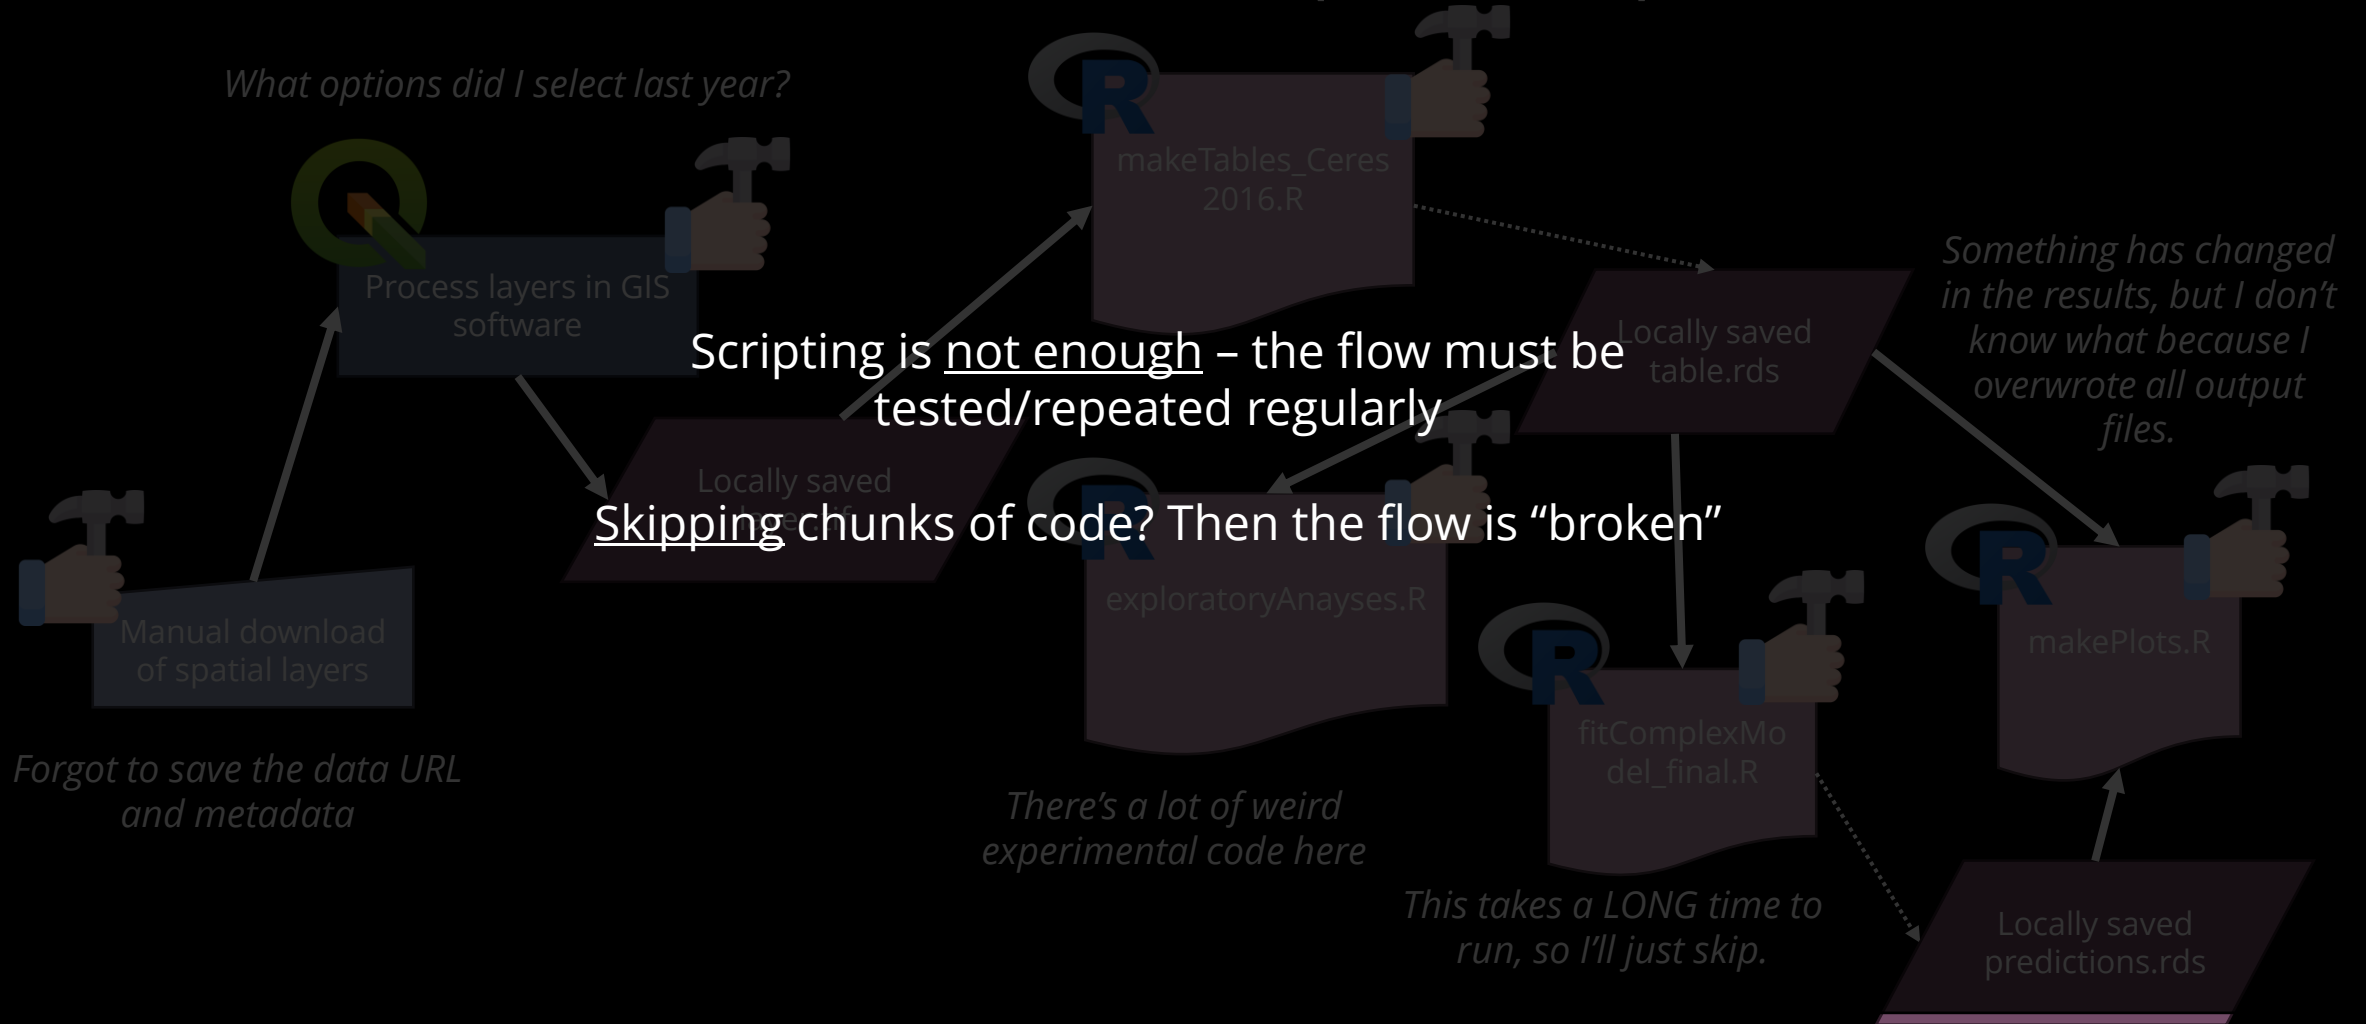 What options did I select last year?
Process layers in GIS
software
Manual download
of spatial layers
Forgot to save the data URL
and metadata
Locally saved
layer.tif
makeTables_Ceres
2016.R
Scripting is not enough – the flow must be
tested/repeated regularly
Skipping chunks of code? Then the flow is “broken”
Locally saved
table.rds
Something has changed
in the results, but I don’t
know what because I
overwrote all output
files.
R
exploratoryAnayses.R
There’s a lot of weird
experimental code here
R
fitComplexMo
del_final.R
This takes a LONG time to
run, so I’ll just skip.
R
makePlots.R
R
Locally saved
predictions.rds